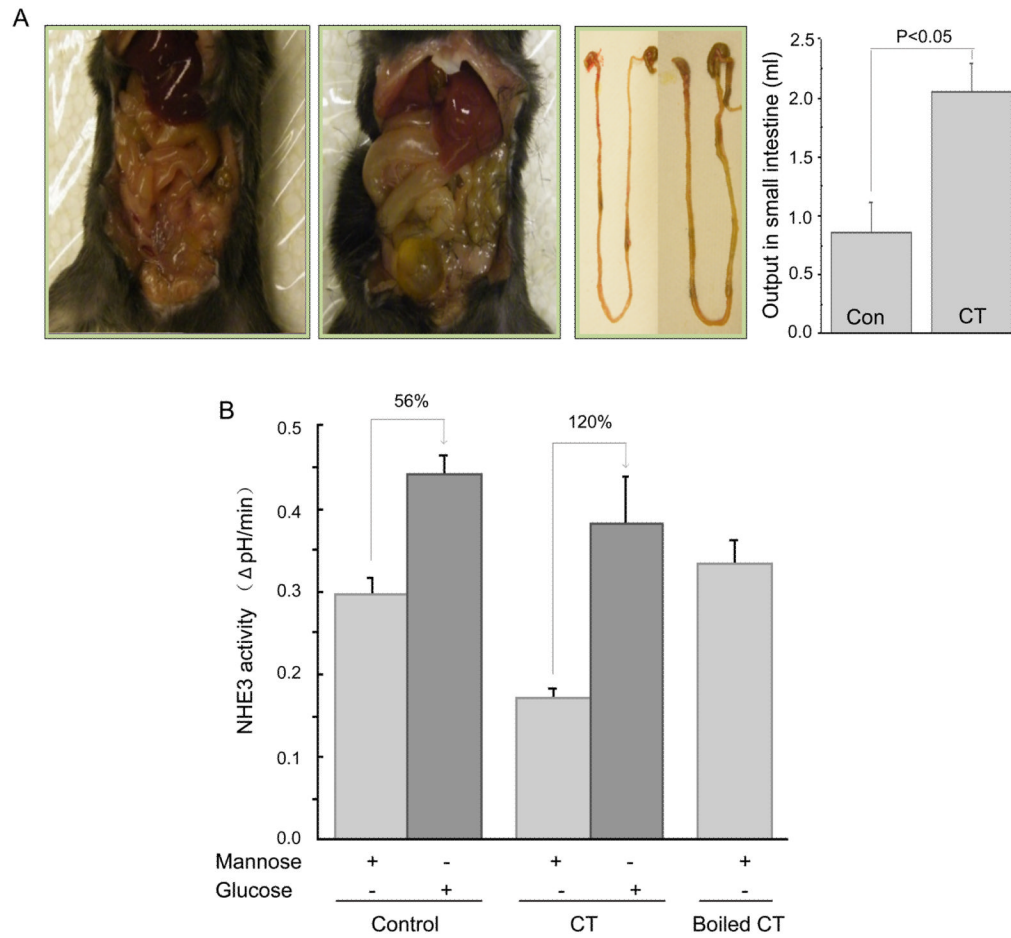 A
P<0.05
Output in small intestine (ml)
2.5
2.0
1.5
1.0
0.5
0.0
Con
CT
B
56%
120%
NHE3 activity (Δ pH/min)
0.5
0.4
0.3
0.2
0.1
0.0
Mannose + - + - +
Glucose - + - + -
Control CT Boiled CT